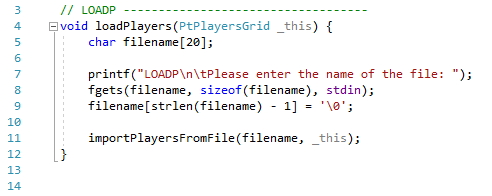 3 // LOADP ----------------------------------
4 void loadPlayers(PtPlayersGrid _this) {
5 char filename[20];
6
7 printf("LOADP\n\tPlease enter the name of the file: ");
8 fgets(filename, sizeof(filename), stdin);
9 filename[strlen(filename) - 1] = '\0';
10
11 importPlayersFromFile(filename, _this);
12 }
13
14